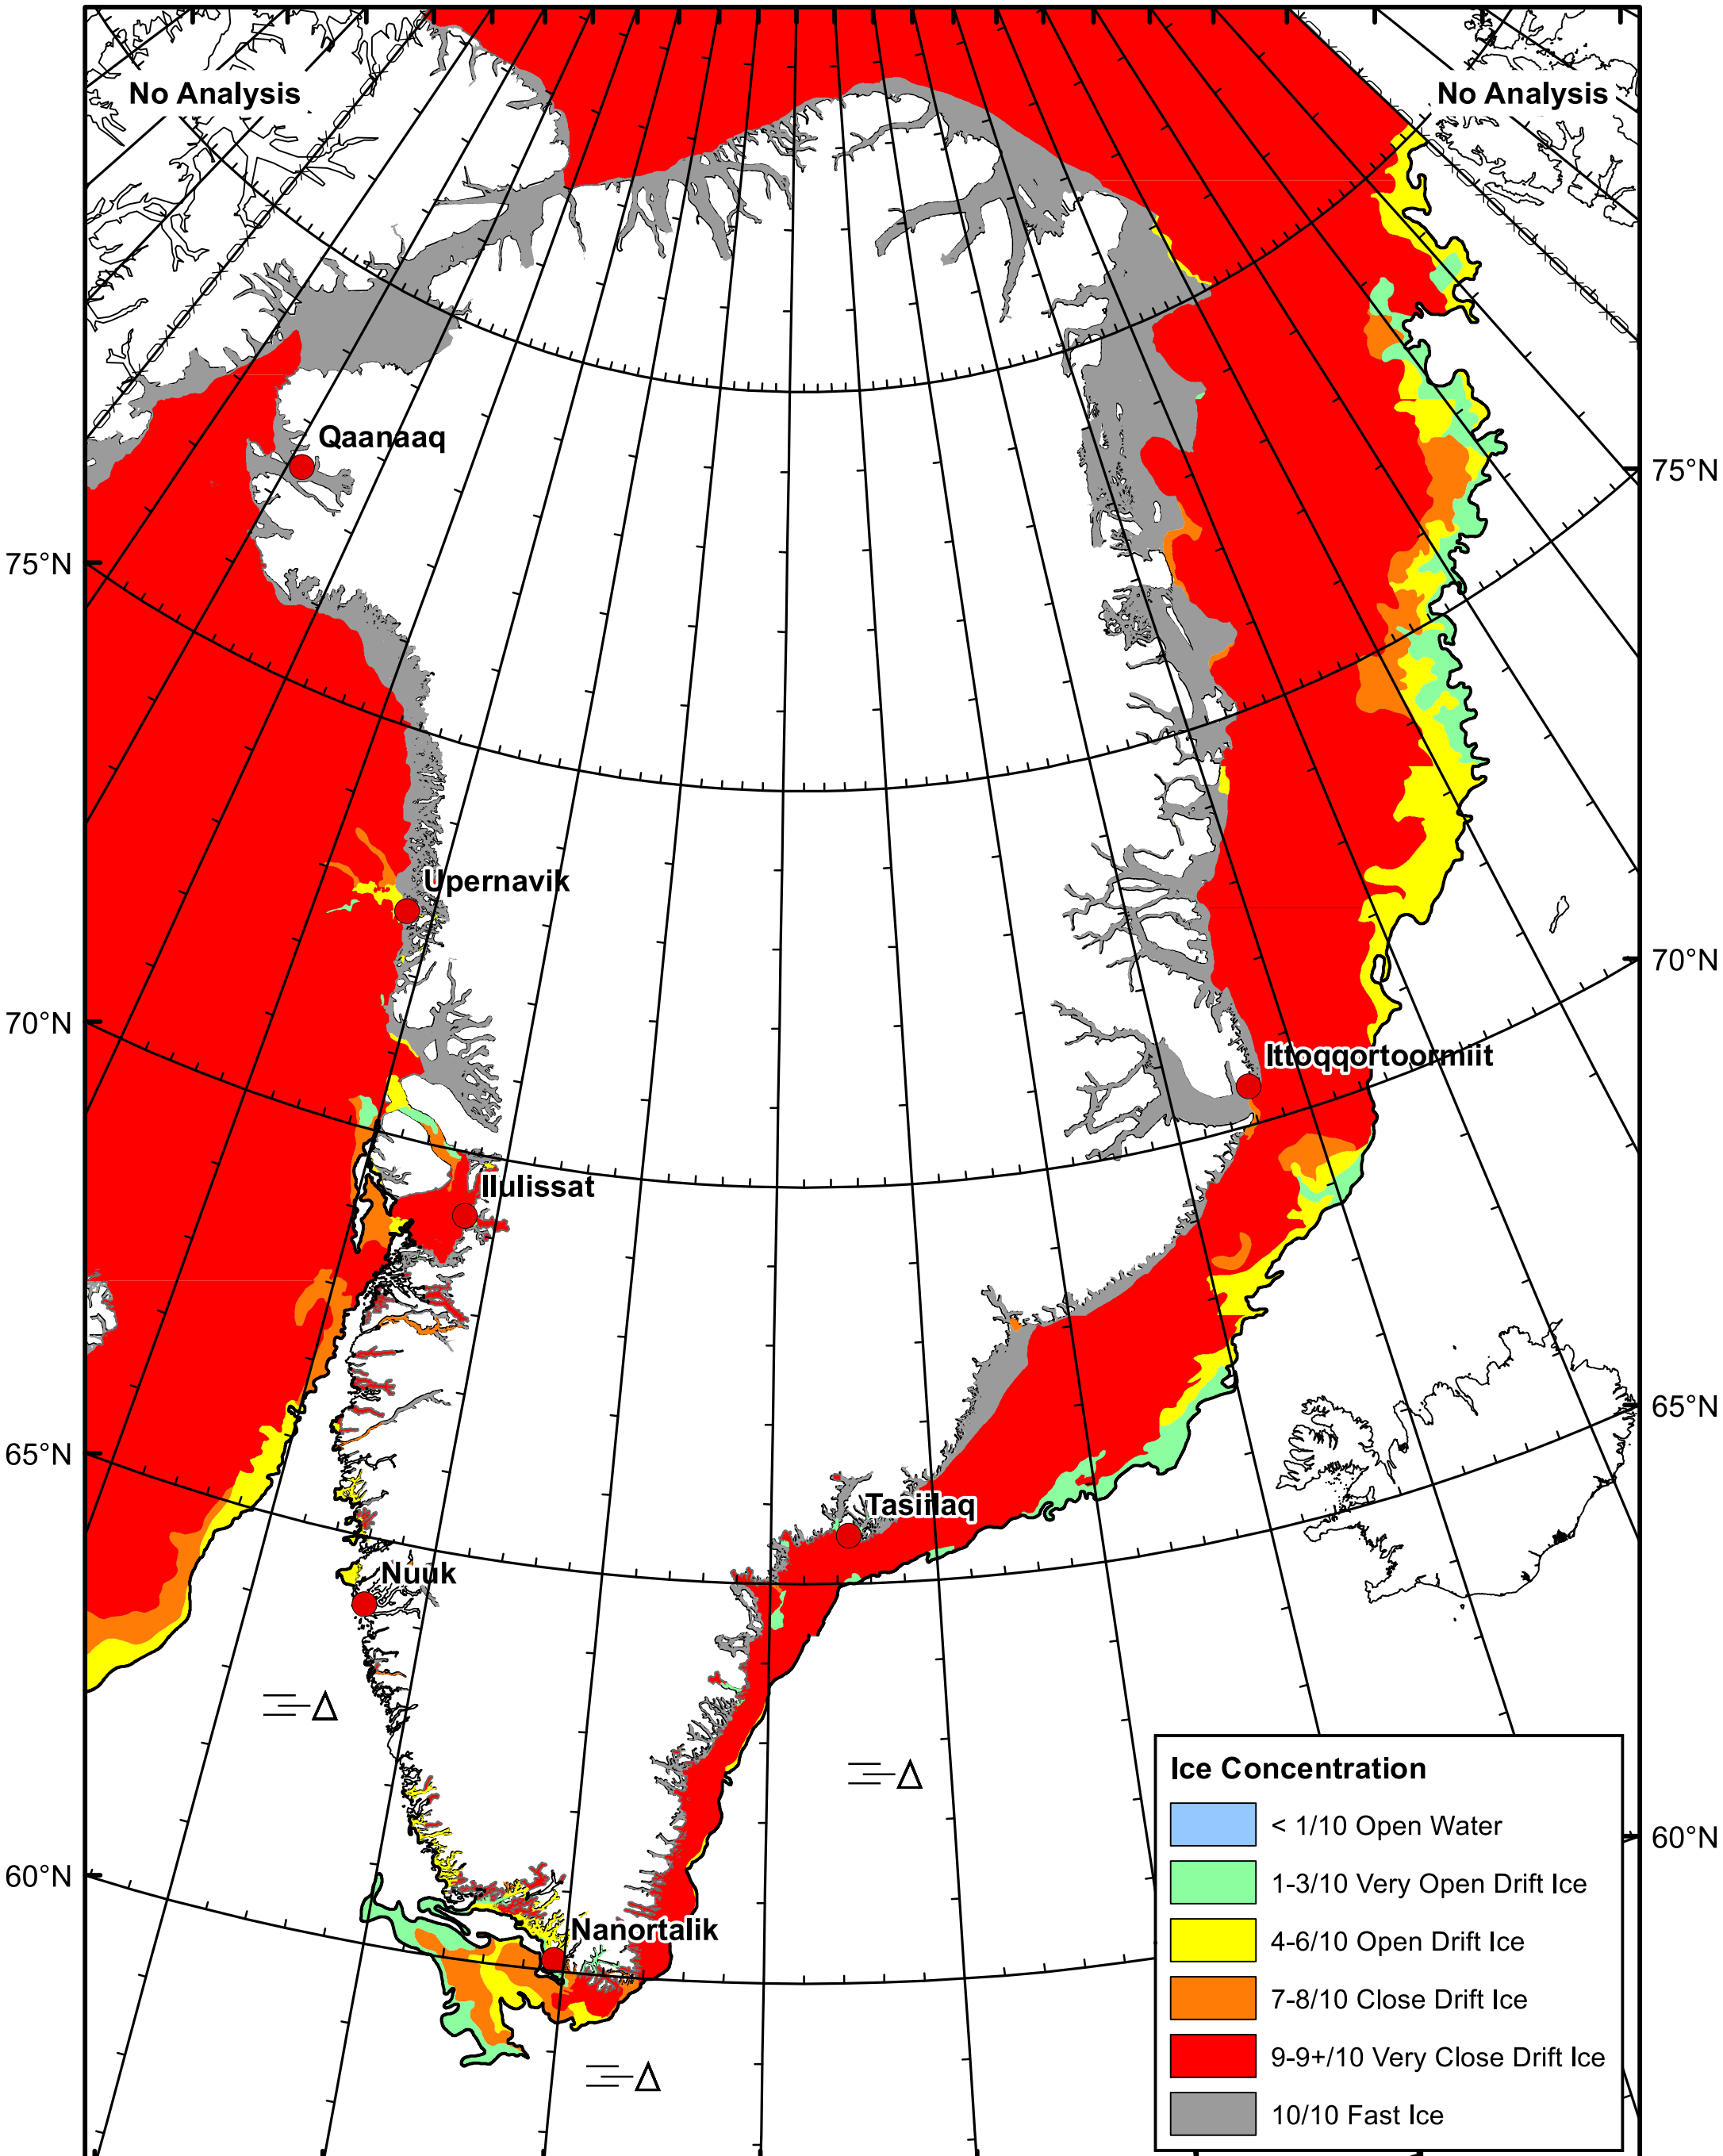 No Analysis
No Analysis
Qaanaaq
75°N
75°N
Upernavik
70°N
70°N
Ittoqqortoormiit
Ilulissat
65°N
65°N
Tasiilaq
Nuuk
60°N
60°N
Nanortalik
Ice Concentration
< 1/10 Open Water
1-3/10 Very Open Drift Ice
4-6/10 Open Drift Ice
7-8/10 Close Drift Ice
9-9+/10 Very Close Drift Ice
10/10 Fast Ice